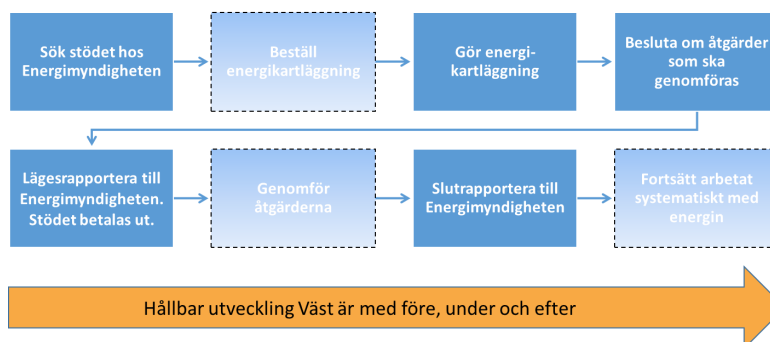 Sök stödet hos
Energimyndigheten
Beställ
energikartläggning
Gör energi-
kartläggning
Besluta om åtgärder
som ska
genomföras
Lägesrapportera till
Energimyndigheten.
Stödet betalas ut.
Genomför
åtgärderna
Slutrapportera till
Energimyndigheten
Fortsätt arbetat
systematiskt med
energin
Hållbar utveckling Väst är med före, under och efter